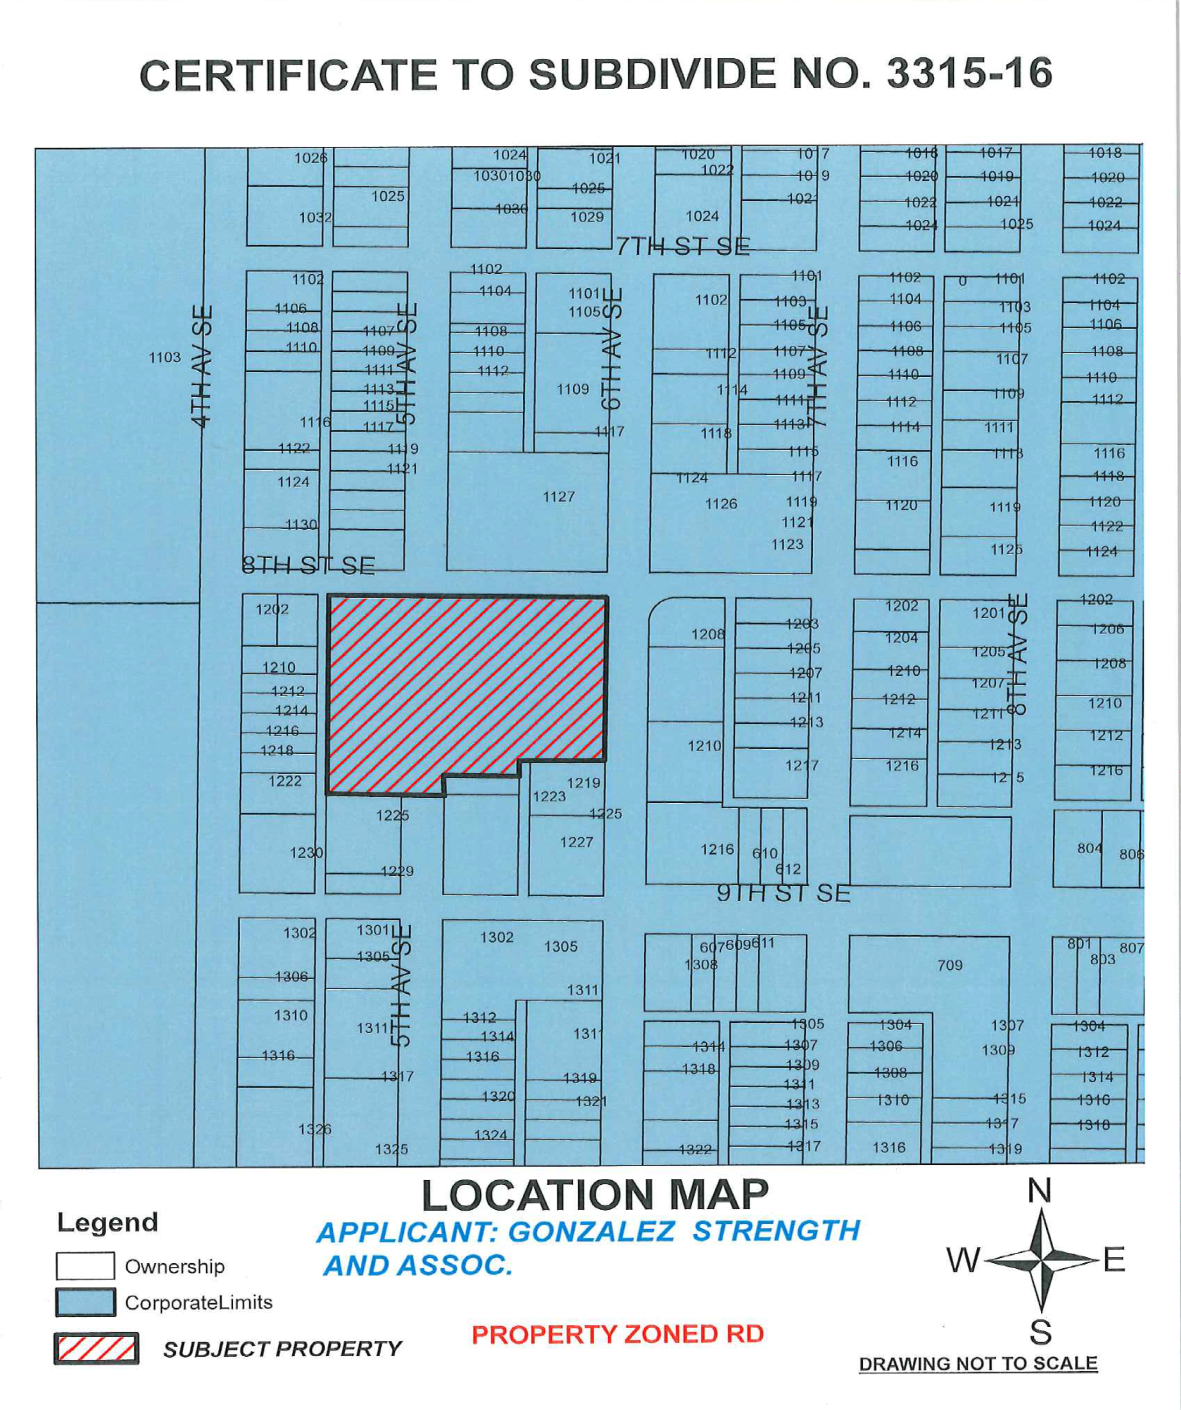 CERTIFICATE TO SUBDIVIDE NO. 3315-16
1026 1024 1021 1020 1017 1016 1017 1018
1025 10301030 1025 1022 1019 1020 1019 1020
1032 1030 1029 1024 1021 1022 1021 1022
1024 1025 1024
7TH ST SE
1102 1102 1101 1102 1101 1102 0 1101 1102
1106 1104 1105 1103 1104 1103 1104
1108 1107 1108 1105 1106 1105 1106
1103 1110 1109 1110 1112 1107 1108 1107 1108
1111 1112 1109 1109 1110 1110
1113 1114 1111 1112 1109 1112
1116 1115 1117 1117 1118 1113 1114 1111
1122 1119 1115 1116 1113 1116
1124 1121 1127 1124 1126 1117 1118
1130 1119 1120 1119 1120
1121 1122
1123 1125 1124
4TH AV SE
5TH AV SE
6TH AV SE
7TH AV SE
8TH ST SE
1202 1208 1203 1202 1201 1202
1210 1205 1204 1205 1206
1212 1207 1210 1207 1208
1214 1211 1212 1211 1210
1216 1213 1214 1213 1212
1218 1210 1217 1216 1215 1216
1222 1219
1223
1225 1225
1230 1227 1216 610 804 806
1229 612
8TH AV SE
9TH ST SE
1302 1301 1302 1305 607 609 611 709 801 807
1306 1305 1308 803
1310 1311 1312 1311 1305 1304 1307 1304
1316 1314 1311 1314 1307 1306 1309 1312
1317 1316 1319 1318 1309 1308 1314
1320 1321 1311 1310 1315 1316
1326 1324 1313 1317 1318
1325 1322 1315 1316 1319
1317
5TH AV SE
LOCATION MAP
Legend
APPLICANT: GONZALEZ STRENGTH
AND ASSOC.
Ownership
CorporateLimits
SUBJECT PROPERTY
PROPERTY ZONED RD
N
W E
S
DRAWING NOT TO SCALE